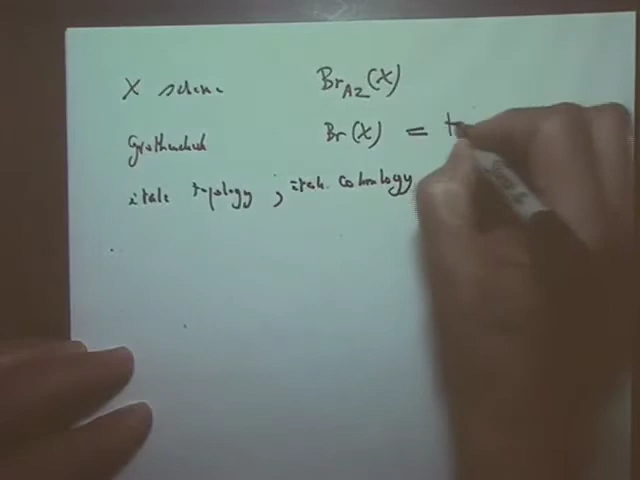 X scheme Br_Az(X)
Grothendieck Br(X) = t
étale topology , étale cohomology